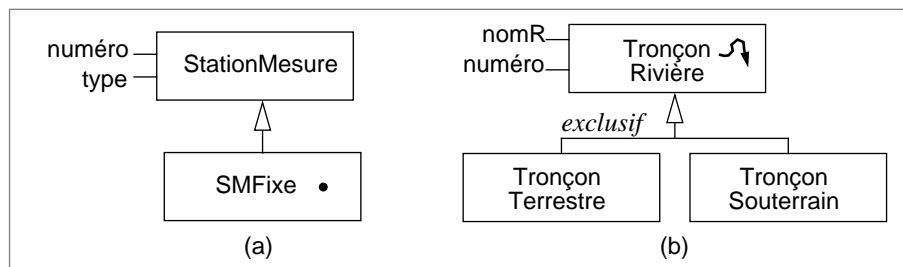 numéro
type
StationMesure
SMFixe
(a)
nomR
numéro
Tronçon
Rivière
exclusif
Tronçon
Terrestre
Tronçon
Souterrain
(b)